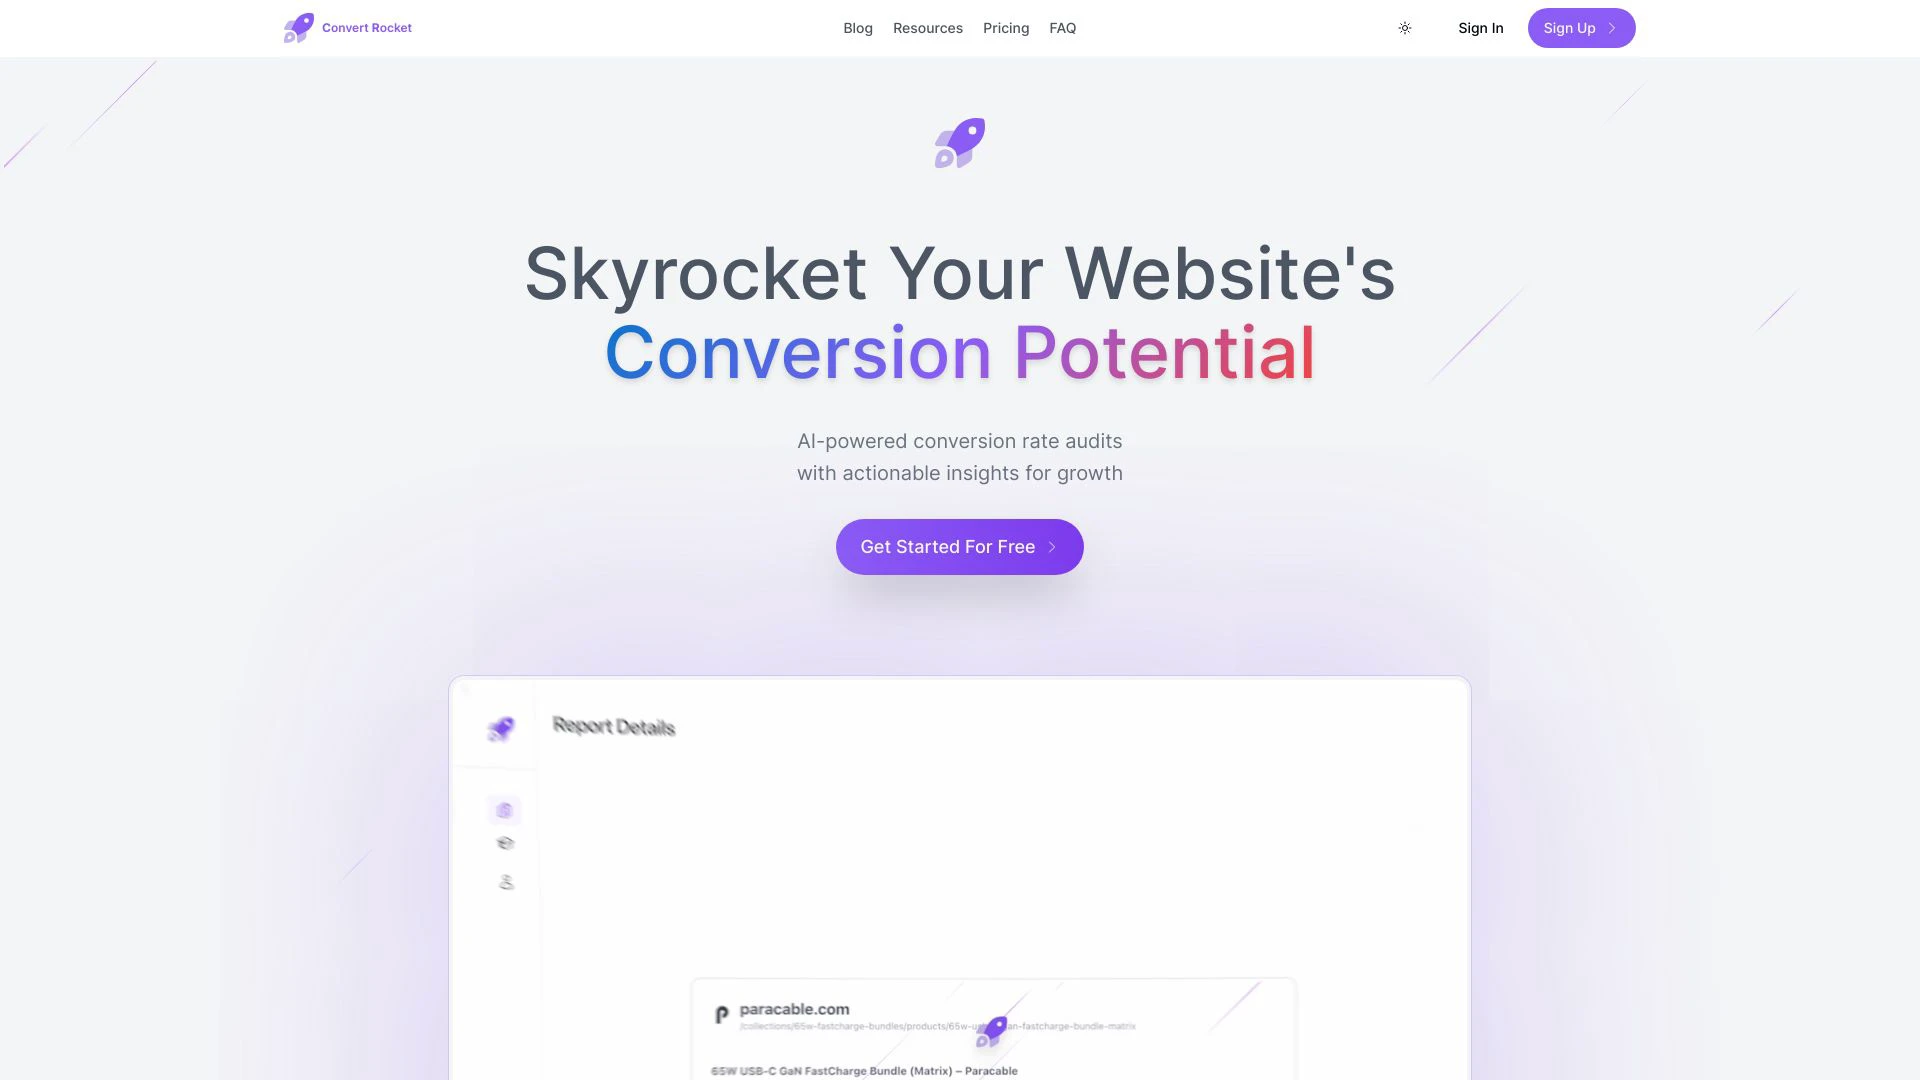 Convert Rocket
Blog Resources Pricing FAQ
Sign In
Sign Up
Skyrocket Your Website's
Conversion Potential
AI-powered conversion rate audits
with actionable insights for growth
Get Started For Free
Report Details
paracable.com
/collections/65w-fastcharge-bundles/products/65w-us an-fastcharge-bundle-matrix
65W USB-C GaN FastCharge Bundle (Matrix) – Paracable